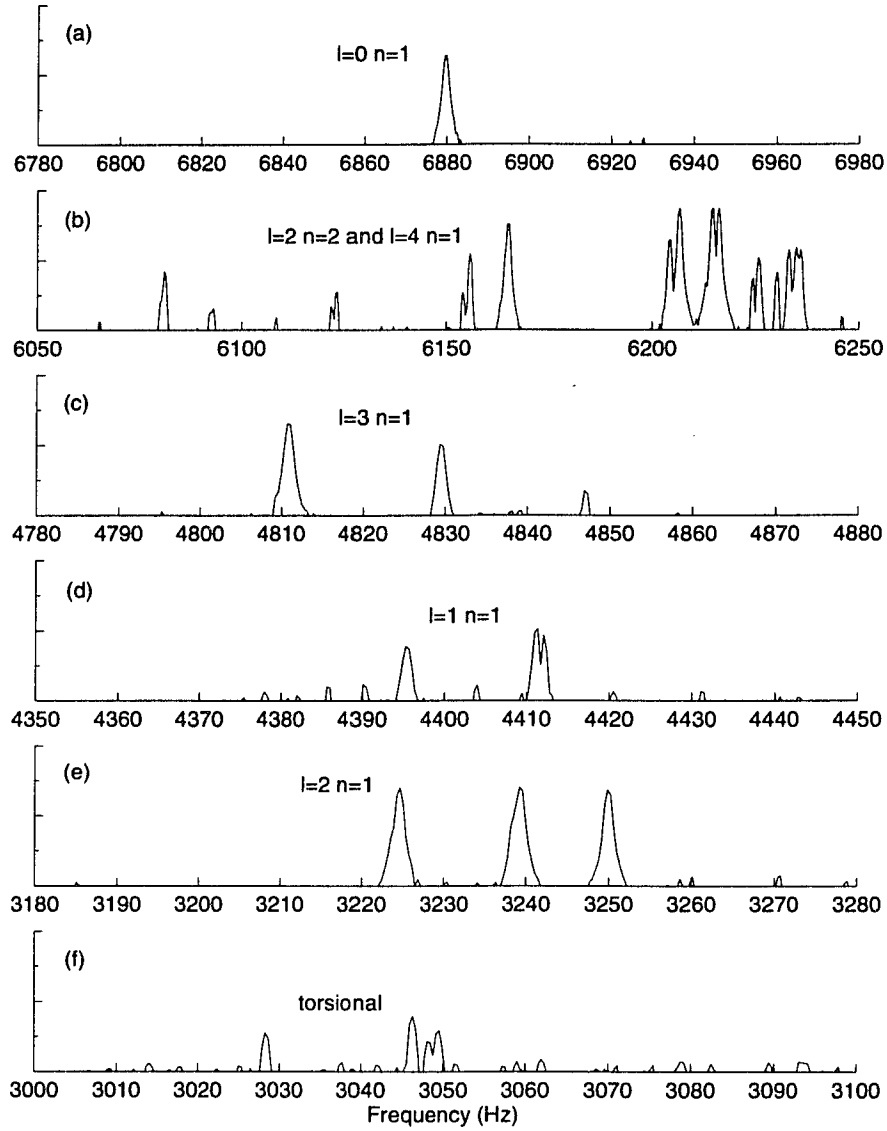 (a)
l=0 n=1
6780 6800 6820 6840 6860 6880 6900 6920 6940 6960 6980
(b)
l=2 n=2 and l=4 n=1
6050 6100 6150 6200 6250
(c)
l=3 n=1
4780 4790 4800 4810 4820 4830 4840 4850 4860 4870 4880
(d)
l=1 n=1
4350 4360 4370 4380 4390 4400 4410 4420 4430 4440 4450
(e)
l=2 n=1
3180 3190 3200 3210 3220 3230 3240 3250 3260 3270 3280
(f)
torsional
3000 3010 3020 3030 3040 3050 3060 3070 3080 3090 3100
Frequency (Hz)